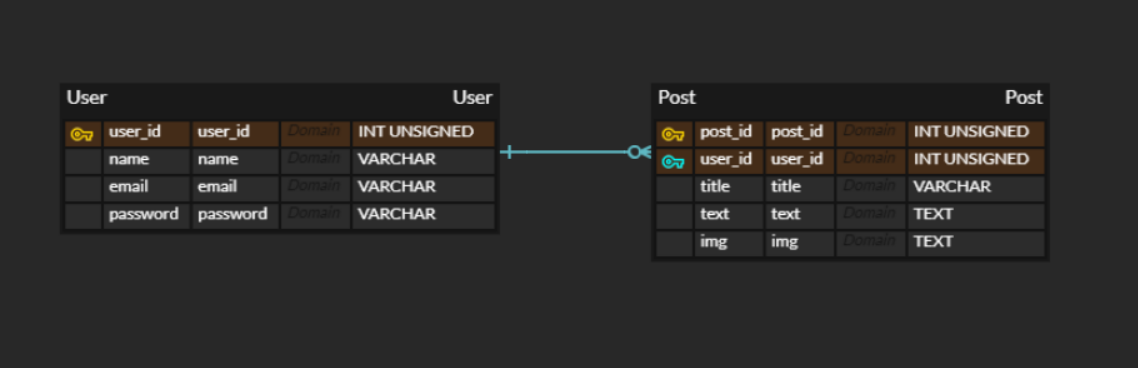 User User
user_id user_id Domain INT UNSIGNED
name name Domain VARCHAR
email email Domain VARCHAR
password password Domain VARCHAR
Post Post
post_id post_id Domain INT UNSIGNED
user_id user_id Domain INT UNSIGNED
title title Domain VARCHAR
text text Domain TEXT
img img Domain TEXT